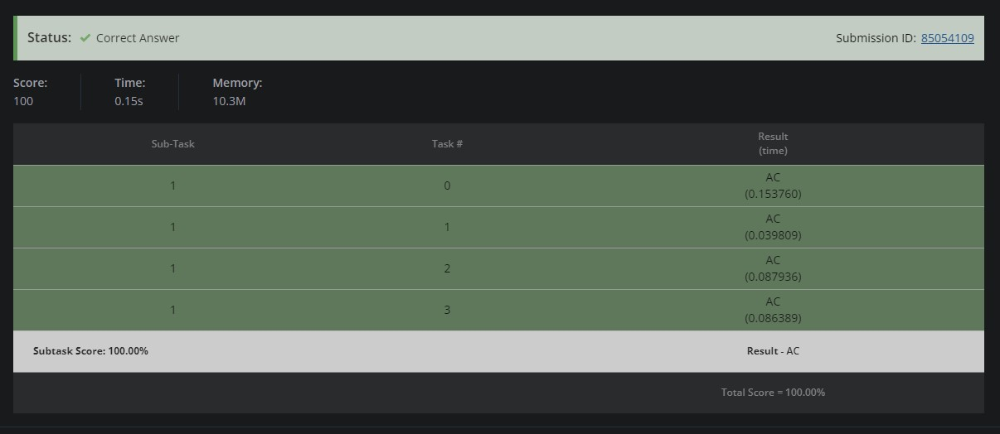 Status: Correct Answer Submission ID: 85054109
Score: Time: Memory:
100 0.15s 10.3M
Sub-Task Task # Result
(time)
1 0 AC
(0.153760)
1 1 AC
(0.039809)
1 2 AC
(0.087936)
1 3 AC
(0.086389)
Subtask Score: 100.00% Result - AC
Total Score = 100.00%